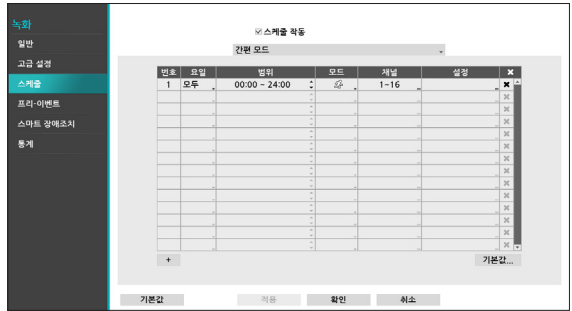 녹화
일반
고급 설정
스케줄
프리-이벤트
스마트 장애조치
통계
스케줄 작동
간편 모드
번호 요일 범위 모드 채널 설정
1 모두 00:00 ~ 24:00 1~16
+
기본값...
기본값 적용 확인 취소